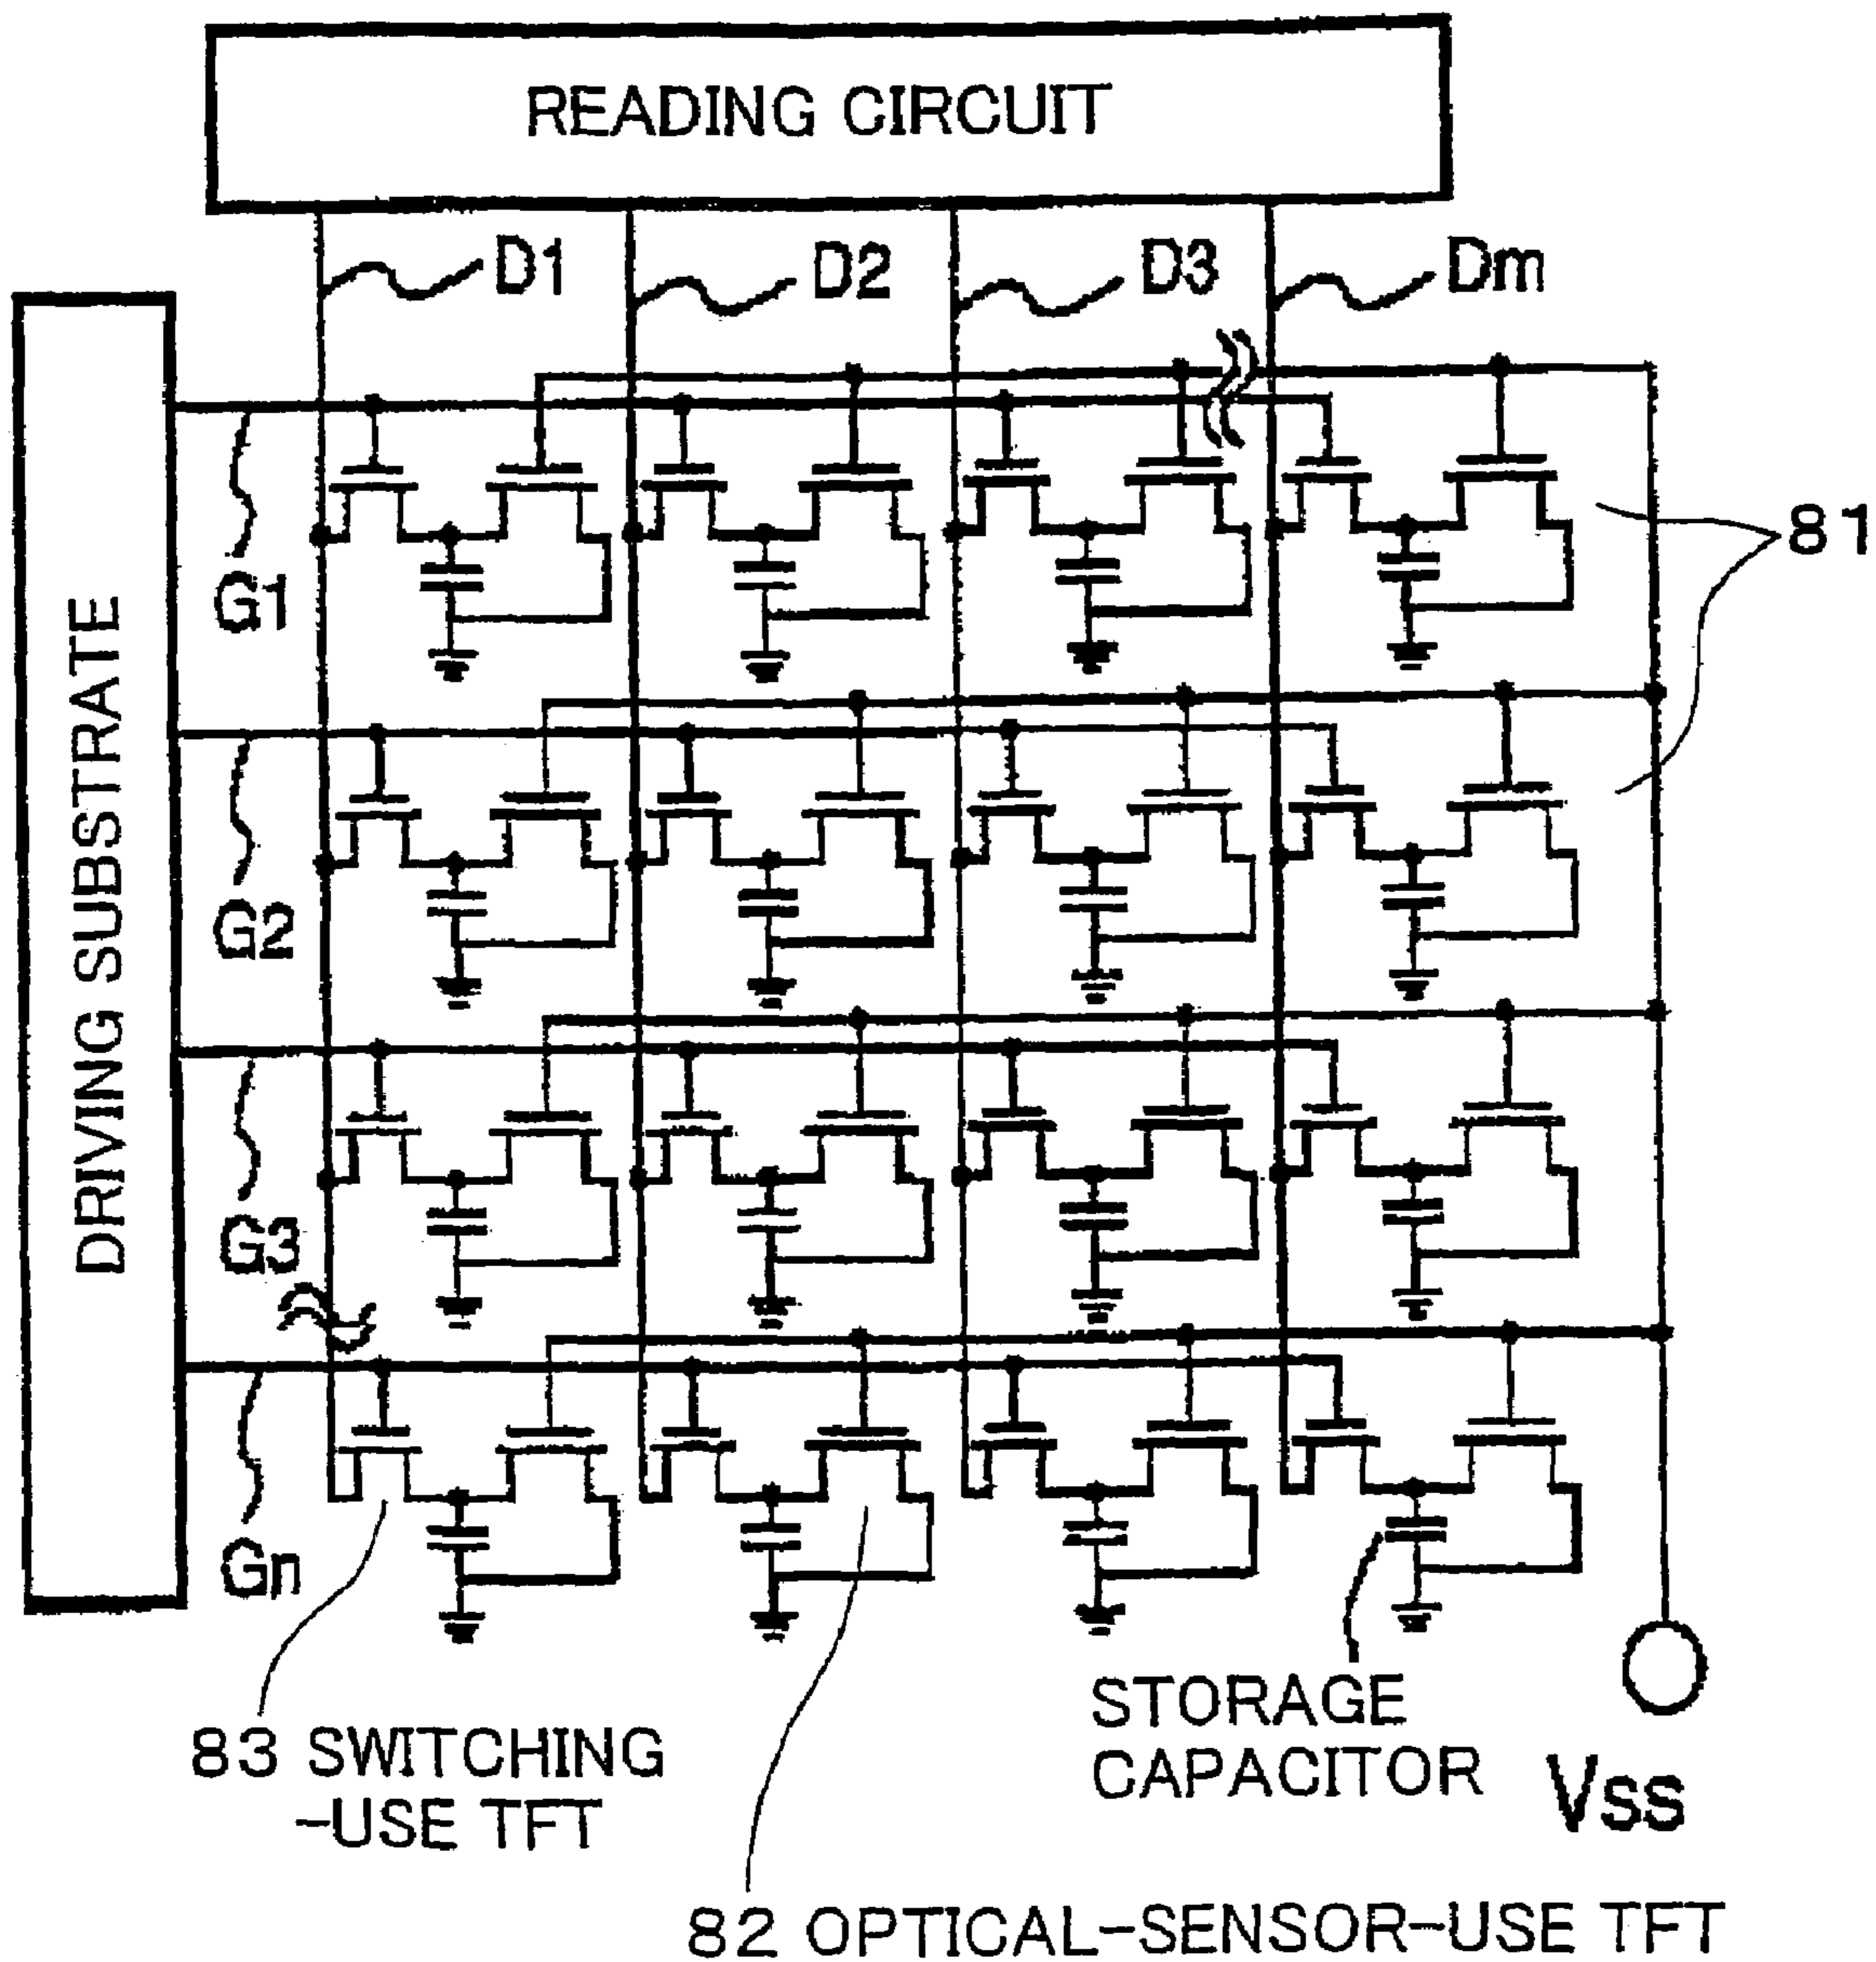 READING CIRCUIT
D1
D2
D3
Dm
81
G1
DRIVING SUBSTRATE
G2
G3
Gn
STORAGE
CAPACITOR
83 SWITCHING
-USE TFT
Vss
82 OPTICAL-SENSOR-USE TFT